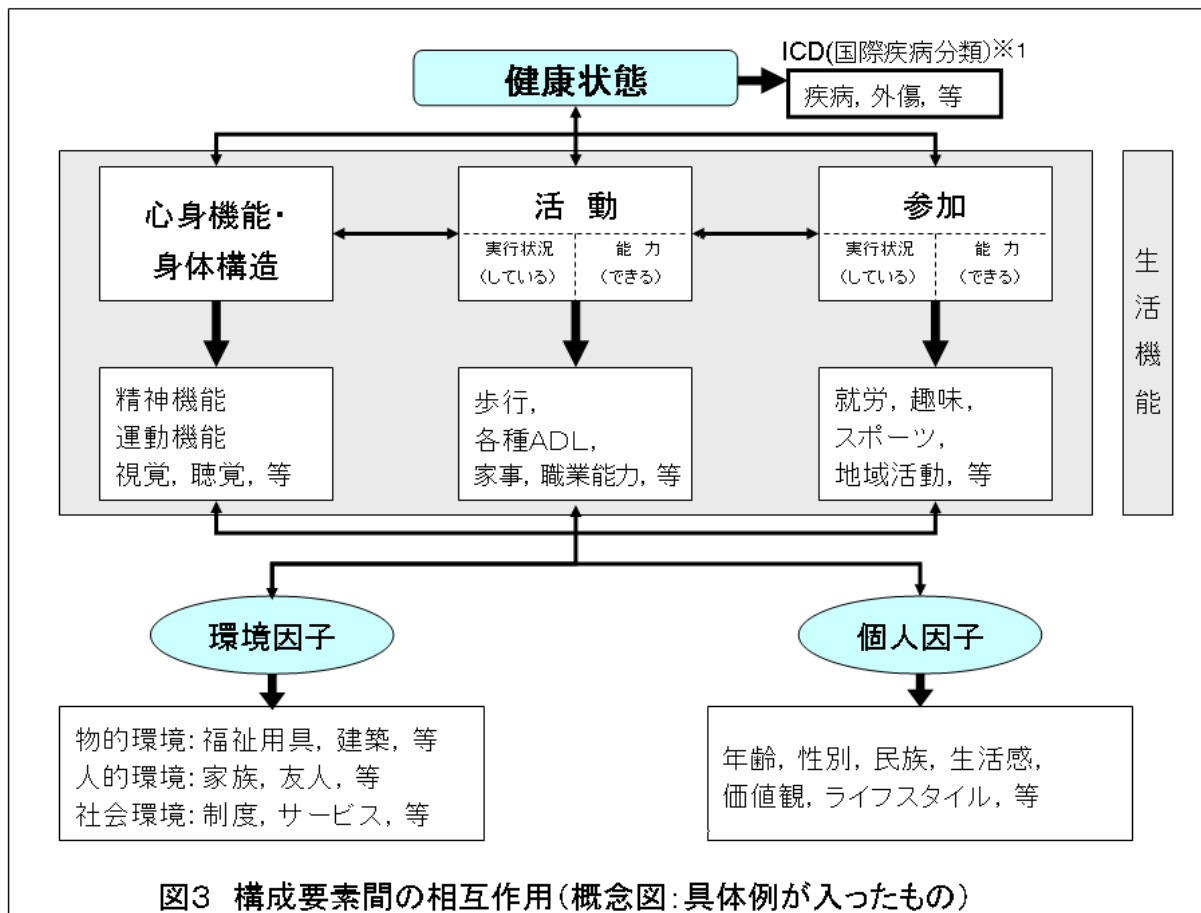 ICD(国際疾病分類)※1
健康状態
疾病, 外傷, 等
心身機能・
身体構造
活 動
実行状況
(している)
能 力
(できる)
参加
実行状況
(している)
能 力
(できる)
生活機能
精神機能
運動機能
視覚, 聴覚, 等
歩行,
各種ADL,
家事, 職業能力, 等
就労, 趣味,
スポーツ,
地域活動, 等
環境因子
個人因子
物的環境: 福祉用具, 建築, 等
人的環境: 家族, 友人, 等
社会環境: 制度, サービス, 等
年齢, 性別, 民族, 生活感,
価値観, ライフスタイル, 等
図3 構成要素間の相互作用(概念図: 具体例が入ったもの)